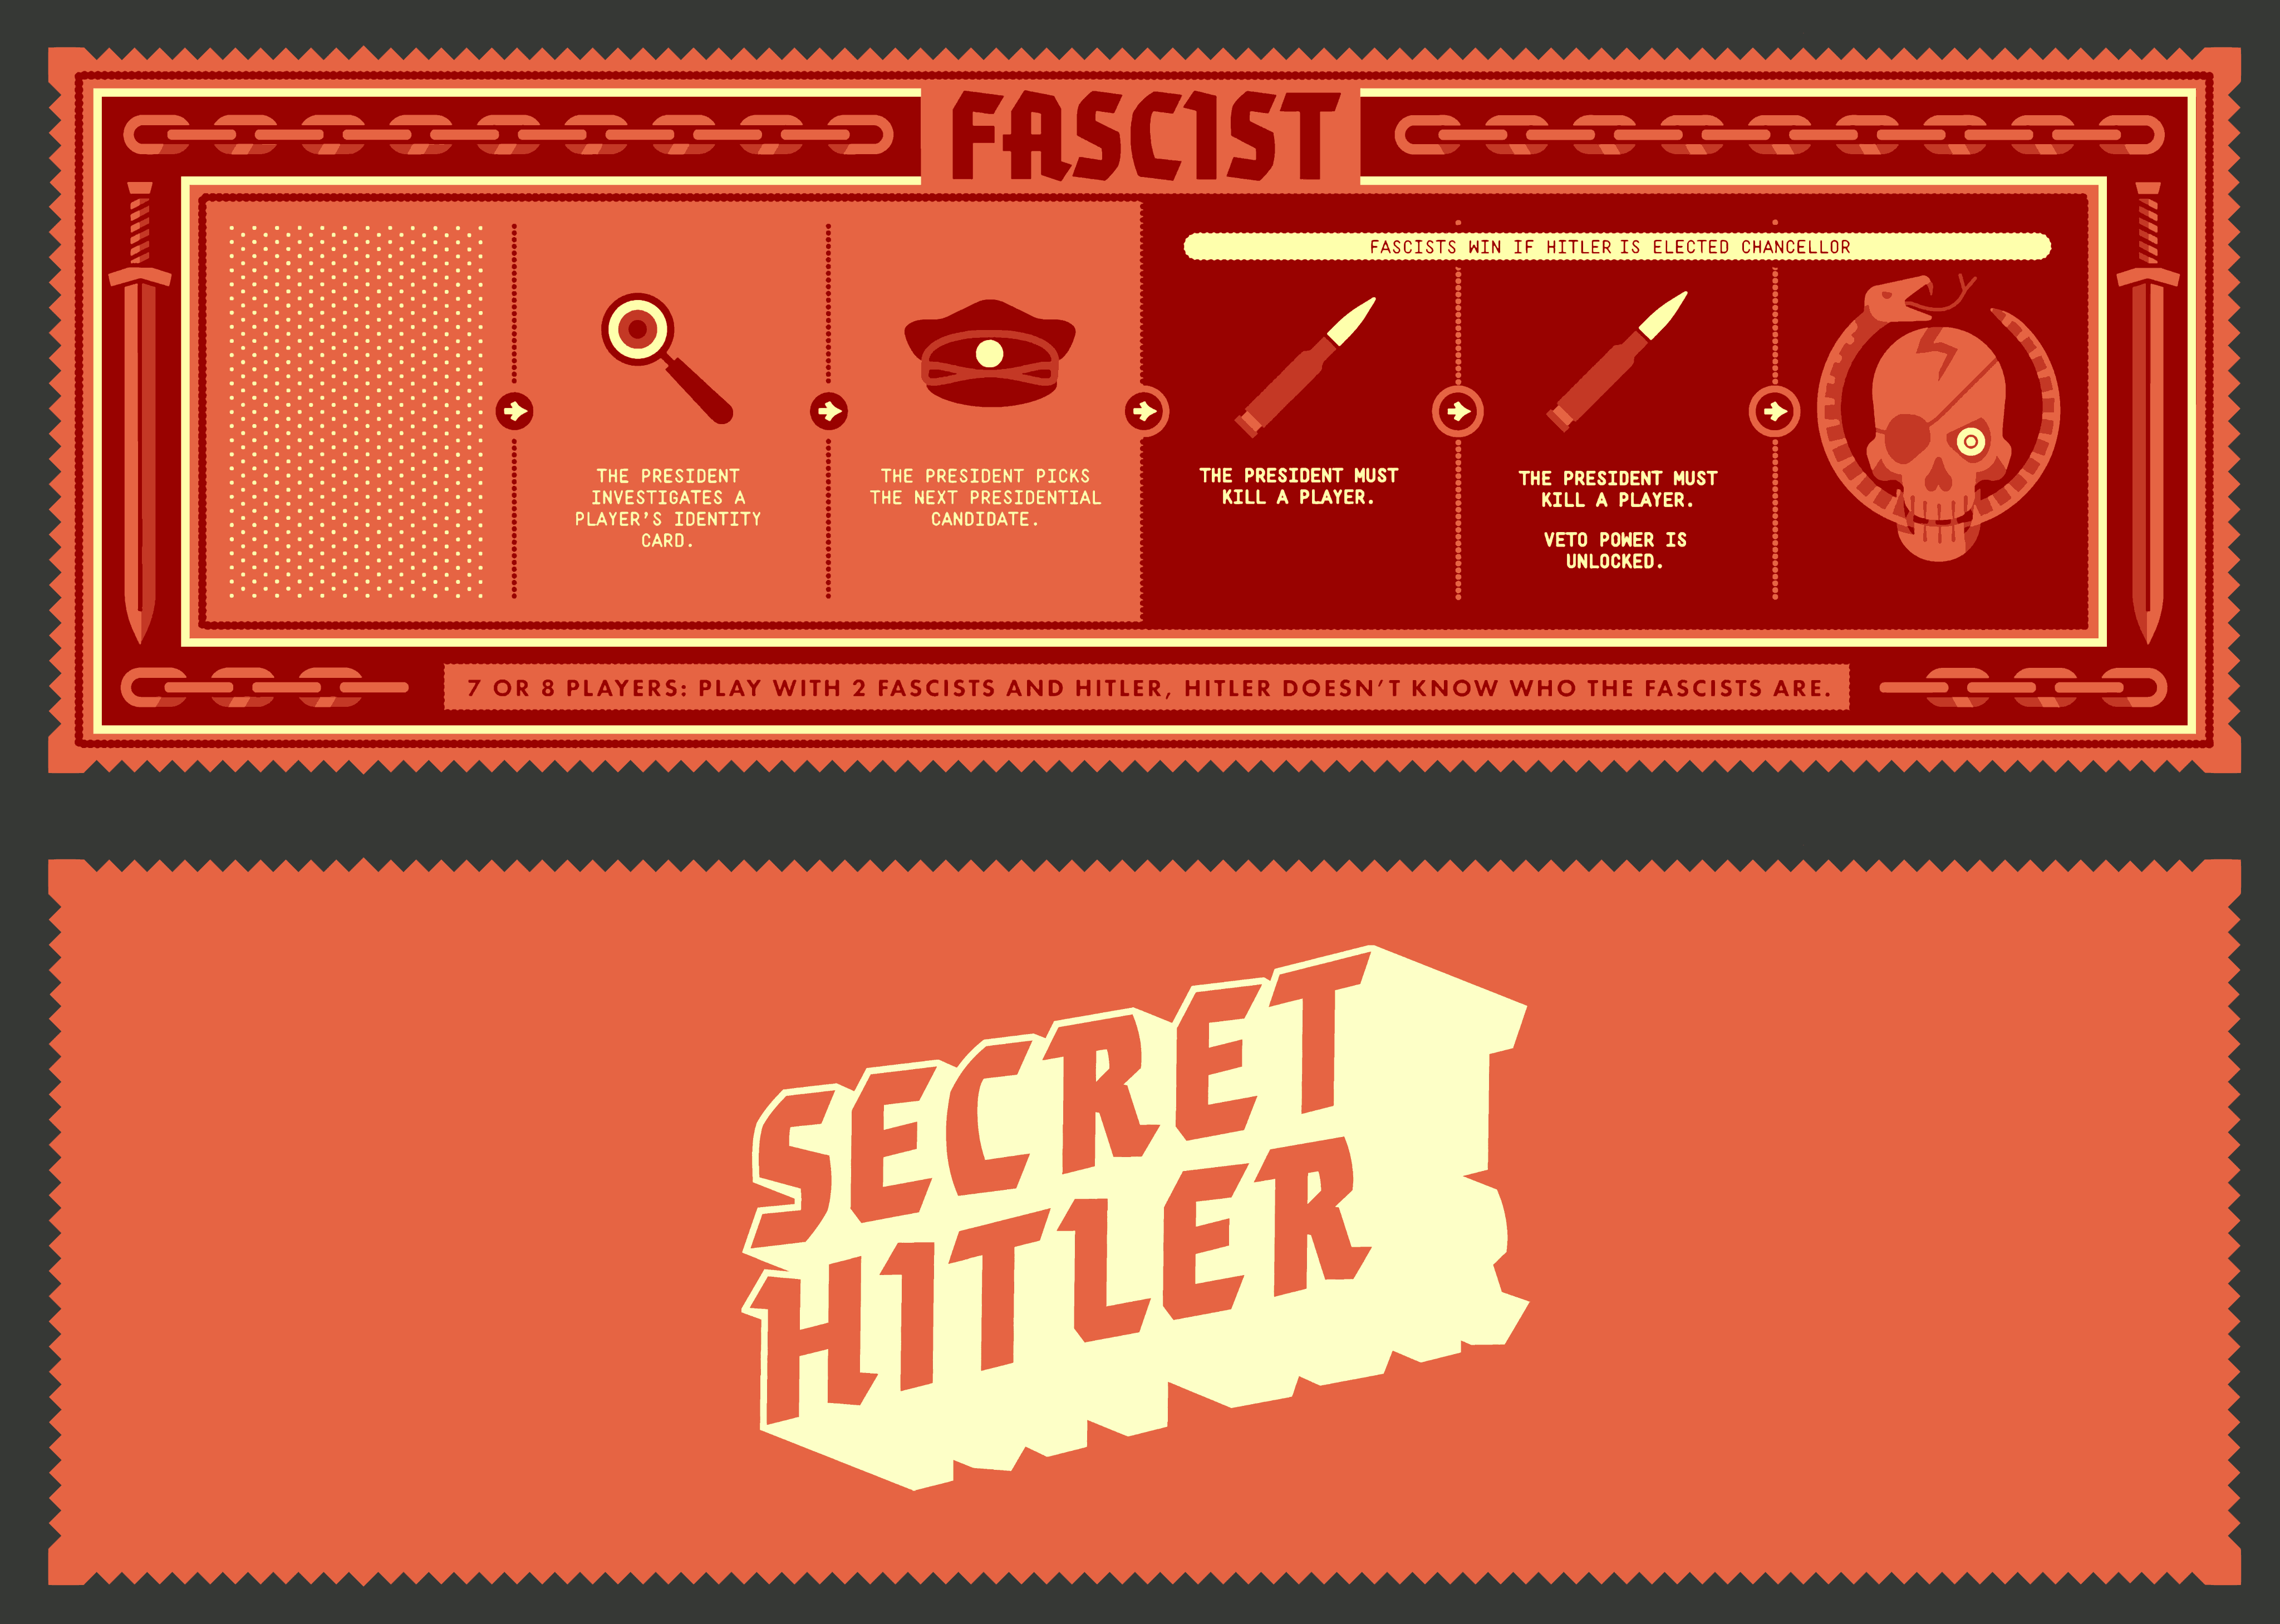 FASCIST
FASCISTS WIN IF HITLER IS ELECTED CHANCELLOR
THE PRESIDENT
INVESTIGATES A
PLAYER'S IDENTITY
CARD.
THE PRESIDENT PICKS
THE NEXT PRESIDENTIAL
CANDIDATE.
THE PRESIDENT MUST
KILL A PLAYER.
THE PRESIDENT MUST
KILL A PLAYER.
VETO POWER IS
UNLOCKED.
7 OR 8 PLAYERS: PLAY WITH 2 FASCISTS AND HITLER, HITLER DOESN'T KNOW WHO THE FASCISTS ARE.
SECRET
HITLER